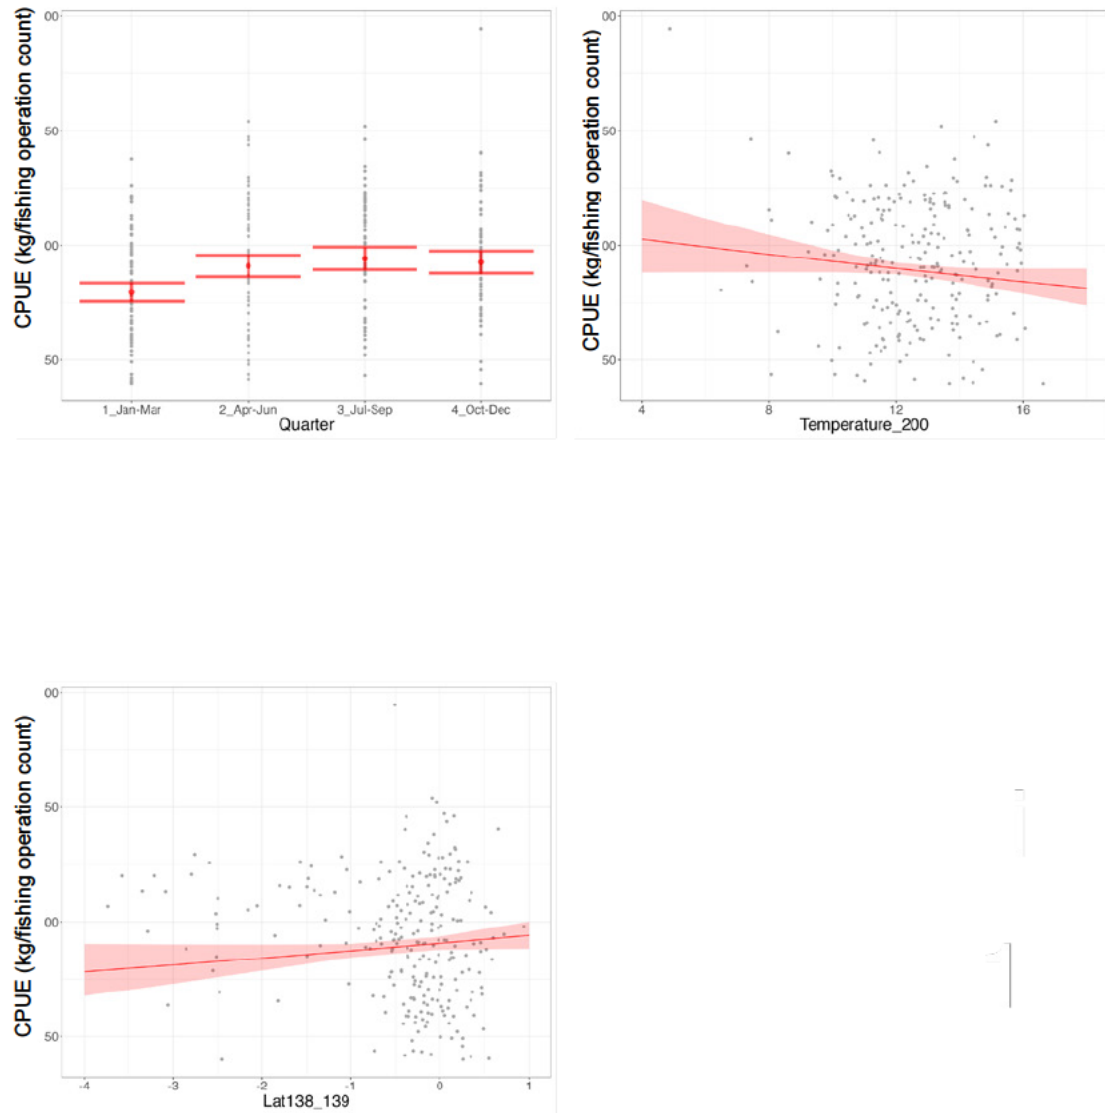 CPUE (kg/fishing operation count)
00
50
00
50
1_Jan-Mar 2_Apr-Jun 3_Jul-Sep 4_Oct-Dec
Quarter
CPUE (kg/fishing operation count)
00
50
00
50
4 8 12 16
Temperature_200
CPUE (kg/fishing operation count)
00
50
00
50
-4 -3 -2 -1 0 1
Lat138_139